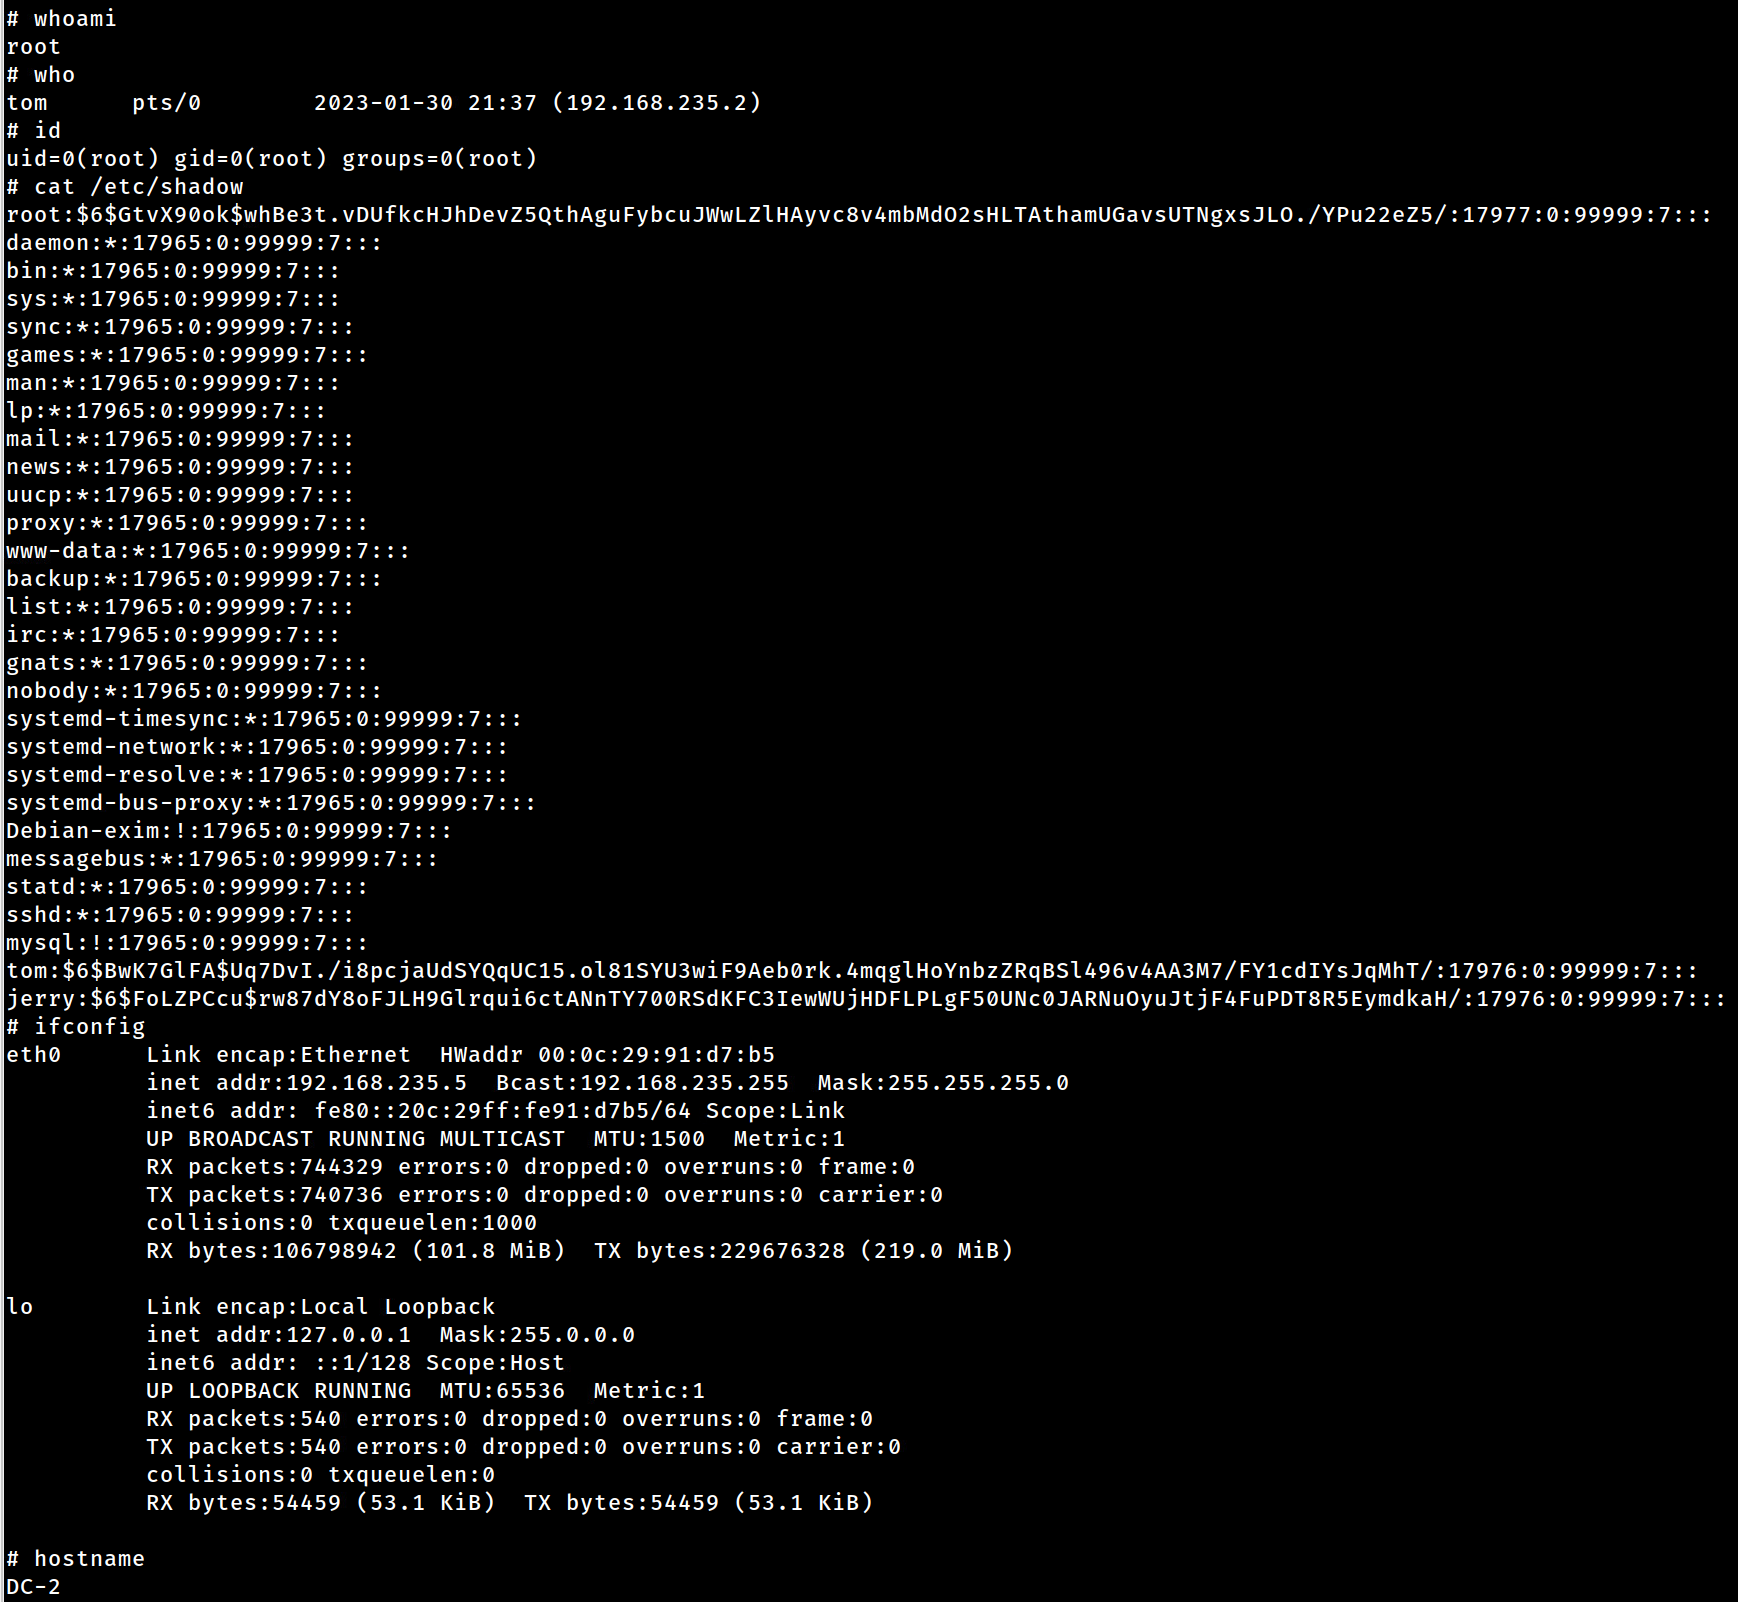 # whoami
root
# who
tom      pts/0        2023-01-30 21:37 (192.168.235.2)
# id
uid=0(root) gid=0(root) groups=0(root)
# cat /etc/shadow
root:$6$GtvX90ok$whBe3t.vDUfkcHJhDevZ5QthAguFybcuJWwLZlHAyvc8v4mbMdO2sHLTAthamUGavsUTNgxsJLO./YPu22eZ5/:17977:0:99999:7:::
daemon:*:17965:0:99999:7:::
bin:*:17965:0:99999:7:::
sys:*:17965:0:99999:7:::
sync:*:17965:0:99999:7:::
games:*:17965:0:99999:7:::
man:*:17965:0:99999:7:::
lp:*:17965:0:99999:7:::
mail:*:17965:0:99999:7:::
news:*:17965:0:99999:7:::
uucp:*:17965:0:99999:7:::
proxy:*:17965:0:99999:7:::
www-data:*:17965:0:99999:7:::
backup:*:17965:0:99999:7:::
list:*:17965:0:99999:7:::
irc:*:17965:0:99999:7:::
gnats:*:17965:0:99999:7:::
nobody:*:17965:0:99999:7:::
systemd-timesync:*:17965:0:99999:7:::
systemd-network:*:17965:0:99999:7:::
systemd-resolve:*:17965:0:99999:7:::
systemd-bus-proxy:*:17965:0:99999:7:::
Debian-exim:!:17965:0:99999:7:::
messagebus:*:17965:0:99999:7:::
statd:*:17965:0:99999:7:::
sshd:*:17965:0:99999:7:::
mysql:!:17965:0:99999:7:::
tom:$6$BwK7GlFA$Uq7DvI./i8pcjaUdSYQqUC15.ol81SYU3wiF9Aeb0rk.4mqglHoYnbzZRqBSl496v4AA3M7/FY1cdIYsJqMhT/:17976:0:99999:7:::
jerry:$6$FoLZPCcu$rw87dY8oFJLH9Glrqui6ctANnTY700RSdKFC3IewWUjHDFLPLgF50UNc0JARNuOyuJtjF4FuPDT8R5EymdkaH/:17976:0:99999:7:::
# ifconfig
eth0      Link encap:Ethernet  HWaddr 00:0c:29:91:d7:b5
          inet addr:192.168.235.5  Bcast:192.168.235.255  Mask:255.255.255.0
          inet6 addr: fe80::20c:29ff:fe91:d7b5/64 Scope:Link
          UP BROADCAST RUNNING MULTICAST  MTU:1500  Metric:1
          RX packets:744329 errors:0 dropped:0 overruns:0 frame:0
          TX packets:740736 errors:0 dropped:0 overruns:0 carrier:0
          collisions:0 txqueuelen:1000
          RX bytes:106798942 (101.8 MiB)  TX bytes:229676328 (219.0 MiB)
lo        Link encap:Local Loopback
          inet addr:127.0.0.1  Mask:255.0.0.0
          inet6 addr: ::1/128 Scope:Host
          UP LOOPBACK RUNNING  MTU:65536  Metric:1
          RX packets:540 errors:0 dropped:0 overruns:0 frame:0
          TX packets:540 errors:0 dropped:0 overruns:0 carrier:0
          collisions:0 txqueuelen:0
          RX bytes:54459 (53.1 KiB)  TX bytes:54459 (53.1 KiB)
# hostname
DC-2